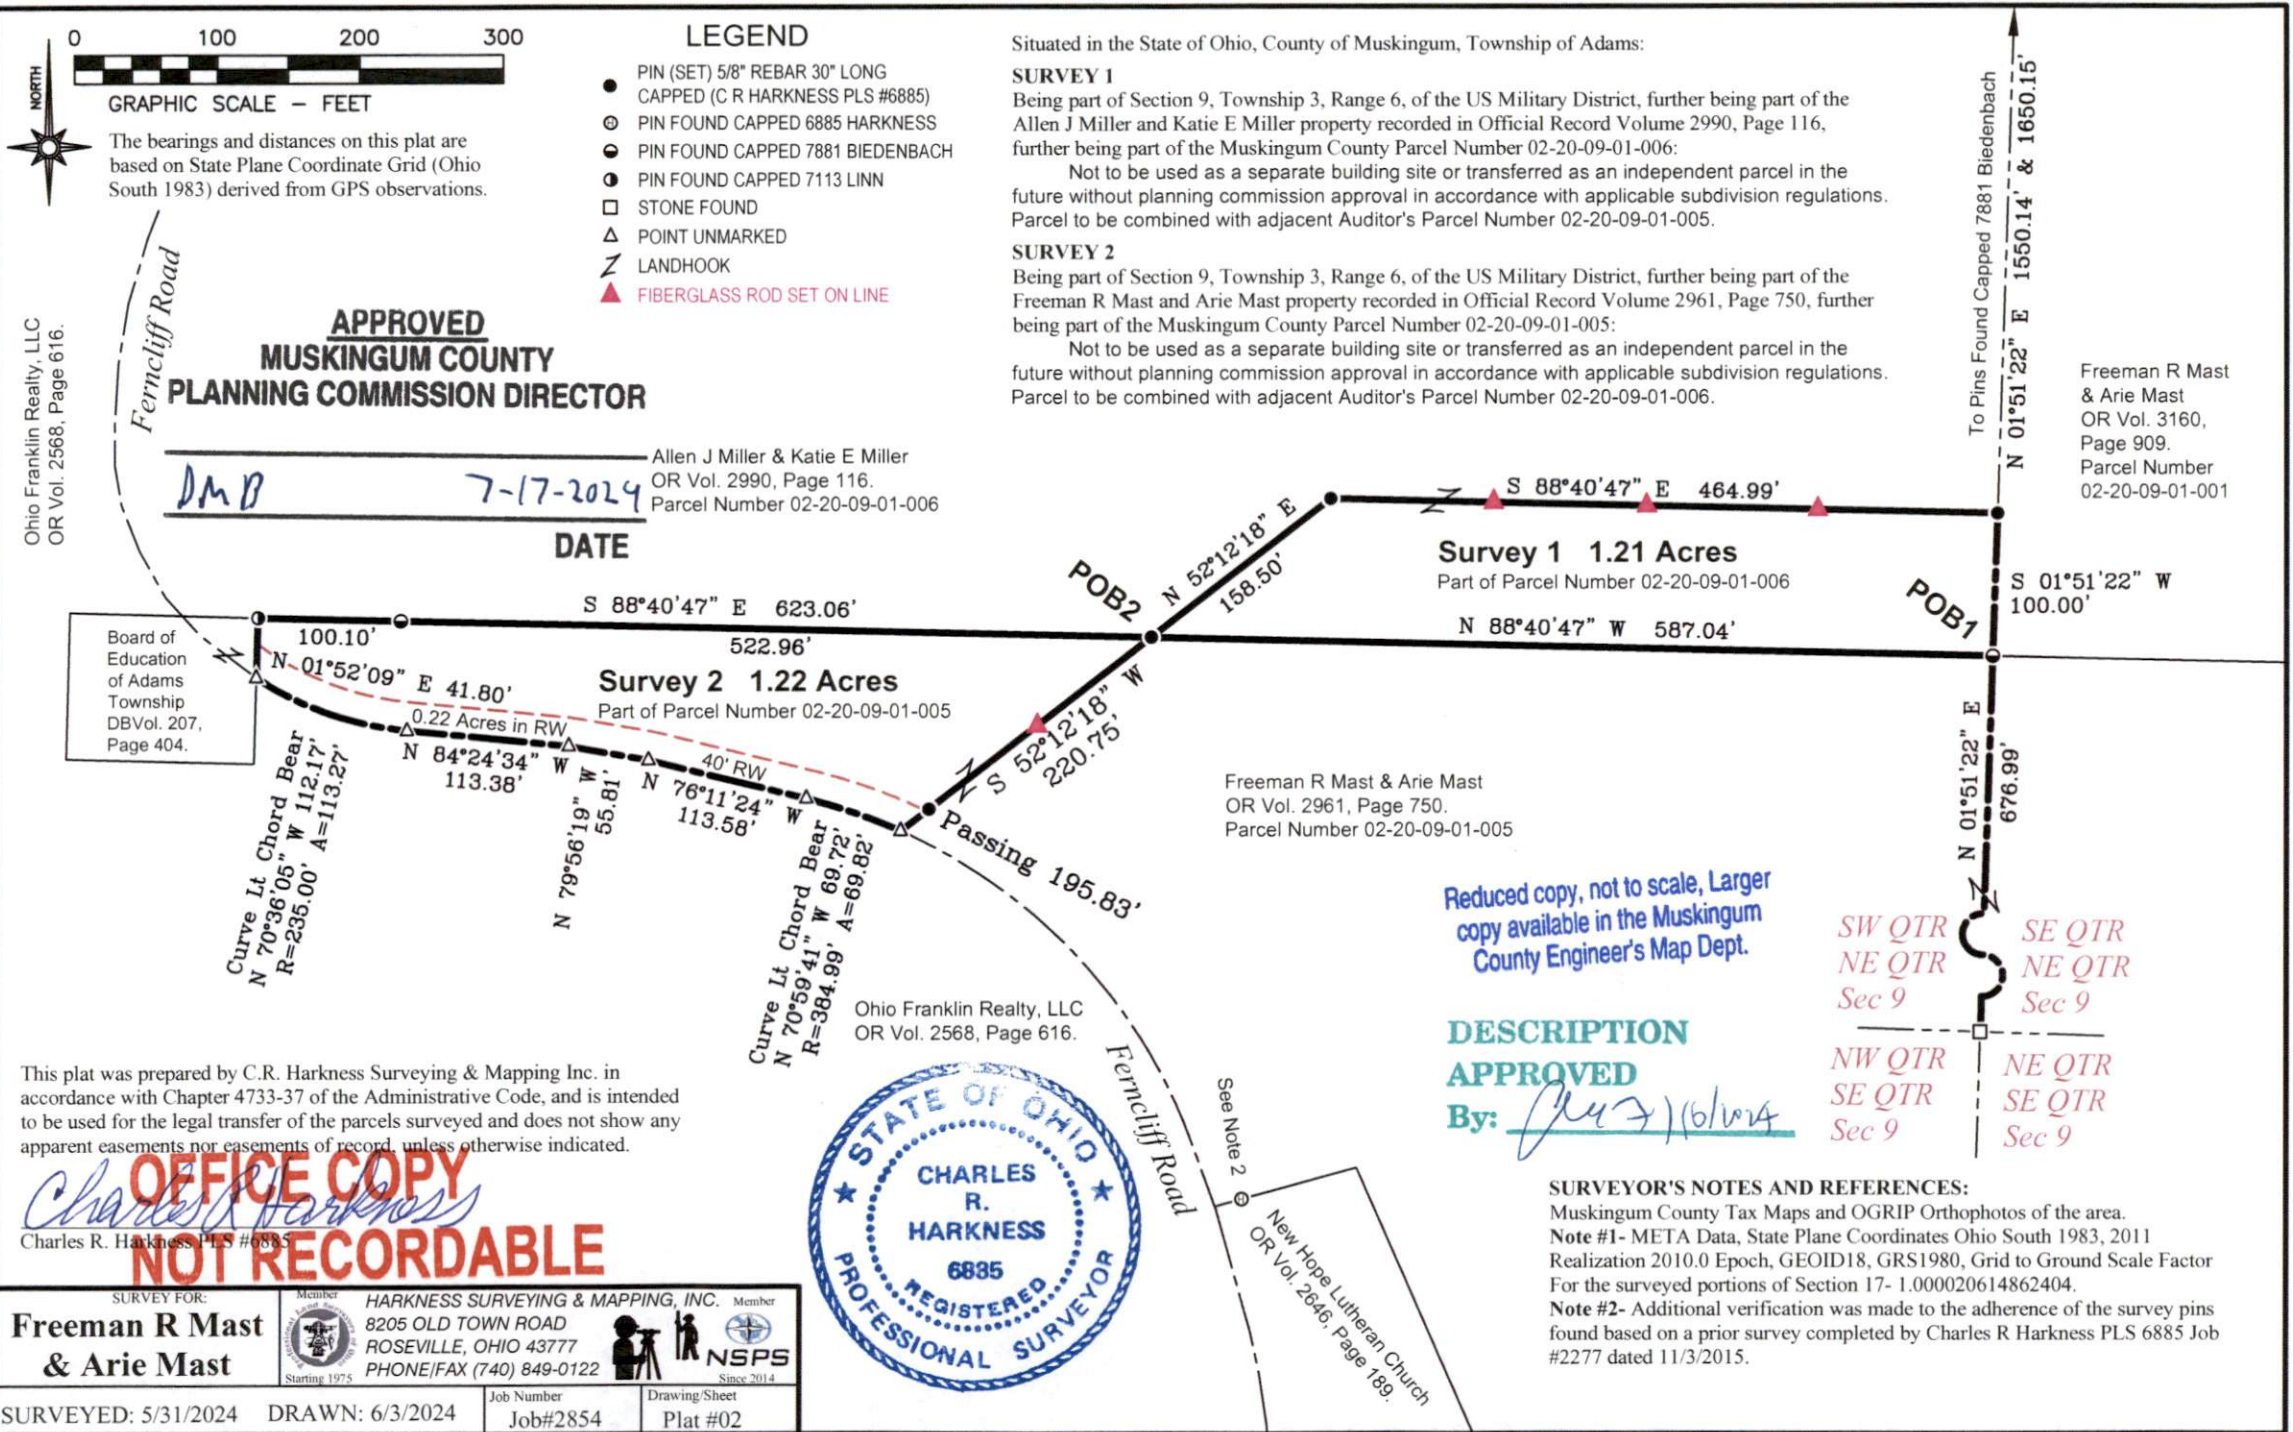 0 100 200 300
GRAPHIC SCALE – FEET
NORTH
The bearings and distances on this plat are
based on State Plane Coordinate Grid (Ohio
South 1983) derived from GPS observations.
LEGEND
PIN (SET) 5/8" REBAR 30" LONG
CAPPED (C R HARKNESS PLS #6885)
PIN FOUND CAPPED 6885 HARKNESS
PIN FOUND CAPPED 7881 BIEDENBACH
PIN FOUND CAPPED 7113 LINN
STONE FOUND
POINT UNMARKED
LANDHOOK
FIBERGLASS ROD SET ON LINE
Situated in the State of Ohio, County of Muskingum, Township of Adams:
SURVEY 1
Being part of Section 9, Township 3, Range 6, of the US Military District, further being part of the
Allen J Miller and Katie E Miller property recorded in Official Record Volume 2990, Page 116,
further being part of the Muskingum County Parcel Number 02-20-09-01-006:
Not to be used as a separate building site or transferred as an independent parcel in the
future without planning commission approval in accordance with applicable subdivision regulations.
Parcel to be combined with adjacent Auditor's Parcel Number 02-20-09-01-005.
SURVEY 2
Being part of Section 9, Township 3, Range 6, of the US Military District, further being part of the
Freeman R Mast and Arie Mast property recorded in Official Record Volume 2961, Page 750, further
being part of the Muskingum County Parcel Number 02-20-09-01-005:
Not to be used as a separate building site or transferred as an independent parcel in the
future without planning commission approval in accordance with applicable subdivision regulations.
Parcel to be combined with adjacent Auditor's Parcel Number 02-20-09-01-006.
To Pins Found Capped 7881 Biedenbach
N 01°51'22" E 1550.14' & 1650.15'
Freeman R Mast
& Arie Mast
OR Vol. 3160,
Page 909.
Parcel Number
02-20-09-01-001
Ohio Franklin Realty, LLC
OR Vol. 2568, Page 616.
Ferncliff Road
APPROVED
MUSKINGUM COUNTY
PLANNING COMMISSION DIRECTOR
DMB 7-17-2024
DATE
Allen J Miller & Katie E Miller
OR Vol. 2990, Page 116.
Parcel Number 02-20-09-01-006
S 88°40'47" E 464.99'
N 52°12'18" E
158.50'
Survey 1 1.21 Acres
Part of Parcel Number 02-20-09-01-006
POB2
POB1
S 01°51'22" W
100.00'
N 88°40'47" W 587.04'
S 88°40'47" E 623.06'
100.10'
522.96'
Board of
Education
of Adams
Township
DBVol. 207,
Page 404.
N 01°52'09" E 41.80'
Survey 2 1.22 Acres
Part of Parcel Number 02-20-09-01-005
0.22 Acres in RW
40' RW
S 52°12'18" W
220.75'
Passing 195.83'
Curve Lt Chord Bear
N 70°36'05" W 112.17'
R=235.00' A=113.27'
N 84°24'34" W
113.38'
N 79°56'19" W
55.81'
N 76°11'24" W
113.58'
Curve Lt Chord Bear
N 70°59'41" W 69.72'
R=384.99' A=69.82'
Freeman R Mast & Arie Mast
OR Vol. 2961, Page 750.
Parcel Number 02-20-09-01-005
N 01°51'22" E
676.99'
Reduced copy, not to scale, Larger
copy available in the Muskingum
County Engineer's Map Dept.
SW QTR
NE QTR
Sec 9
SE QTR
NE QTR
Sec 9
NW QTR
SE QTR
Sec 9
NE QTR
SE QTR
Sec 9
DESCRIPTION
APPROVED
By:
Ohio Franklin Realty, LLC
OR Vol. 2568, Page 616.
Ferncliff Road
See Note 2
New Hope Lutheran Church
OR Vol. 2646, Page 189.
This plat was prepared by C.R. Harkness Surveying & Mapping Inc. in
accordance with Chapter 4733-37 of the Administrative Code, and is intended
to be used for the legal transfer of the parcels surveyed and does not show any
apparent easements nor easements of record, unless otherwise indicated.
OFFICE COPY
NOT RECORDABLE
Charles R Harkness
Charles R. Harkness PLS #6885
STATE OF OHIO
CHARLES
R.
HARKNESS
6835
REGISTERED
PROFESSIONAL SURVEYOR
SURVEYOR'S NOTES AND REFERENCES:
Muskingum County Tax Maps and OGRIP Orthophotos of the area.
Note #1- META Data, State Plane Coordinates Ohio South 1983, 2011
Realization 2010.0 Epoch, GEOID18, GRS1980, Grid to Ground Scale Factor
For the surveyed portions of Section 17- 1.000020614862404.
Note #2- Additional verification was made to the adherence of the survey pins
found based on a prior survey completed by Charles R Harkness PLS 6885 Job
#2277 dated 11/3/2015.
SURVEY FOR:
Freeman R Mast
& Arie Mast
Member
Starting 1975
HARKNESS SURVEYING & MAPPING, INC.
8205 OLD TOWN ROAD
ROSEVILLE, OHIO 43777
PHONE/FAX (740) 849-0122
Member
NSPS
Since 2014
SURVEYED: 5/31/2024 DRAWN: 6/3/2024
Job Number
Job#2854
Drawing/Sheet
Plat #02